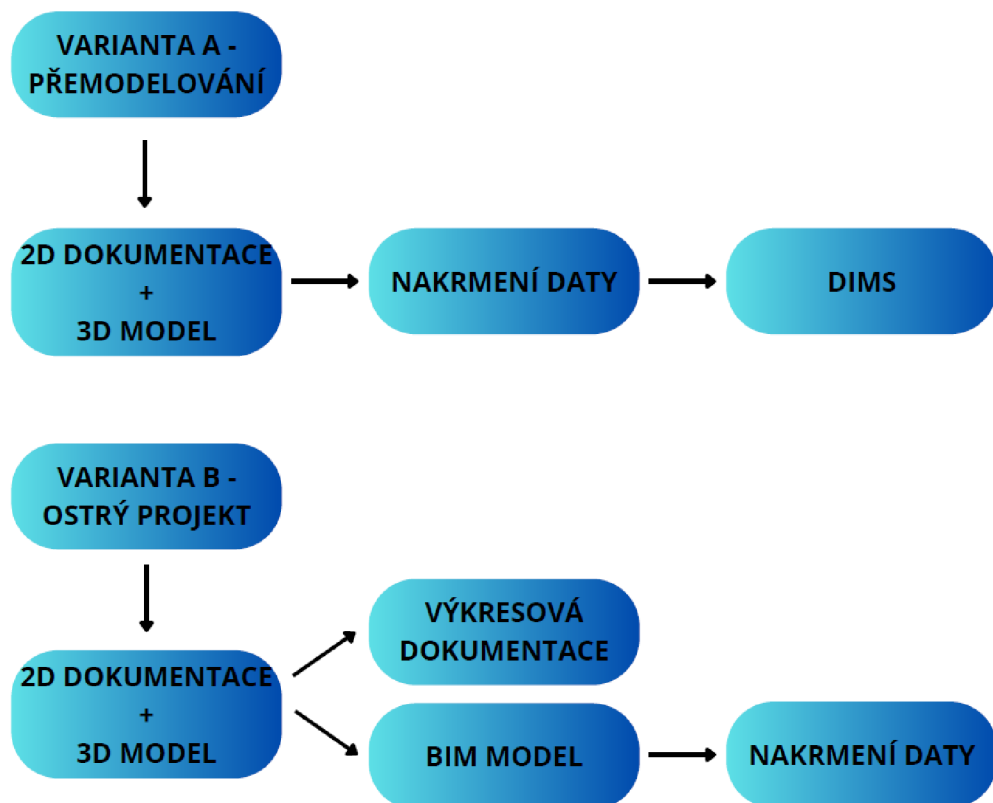 VARIANTA A -
PŘEMODELOVÁNÍ
2D DOKUMENTACE
+
3D MODEL
NAKRMENÍ DATY
DIMS
VARIANTA B -
OSTRÝ PROJEKT
2D DOKUMENTACE
+
3D MODEL
VÝKRESOVÁ
DOKUMENTACE
BIM MODEL
NAKRMENÍ DATY